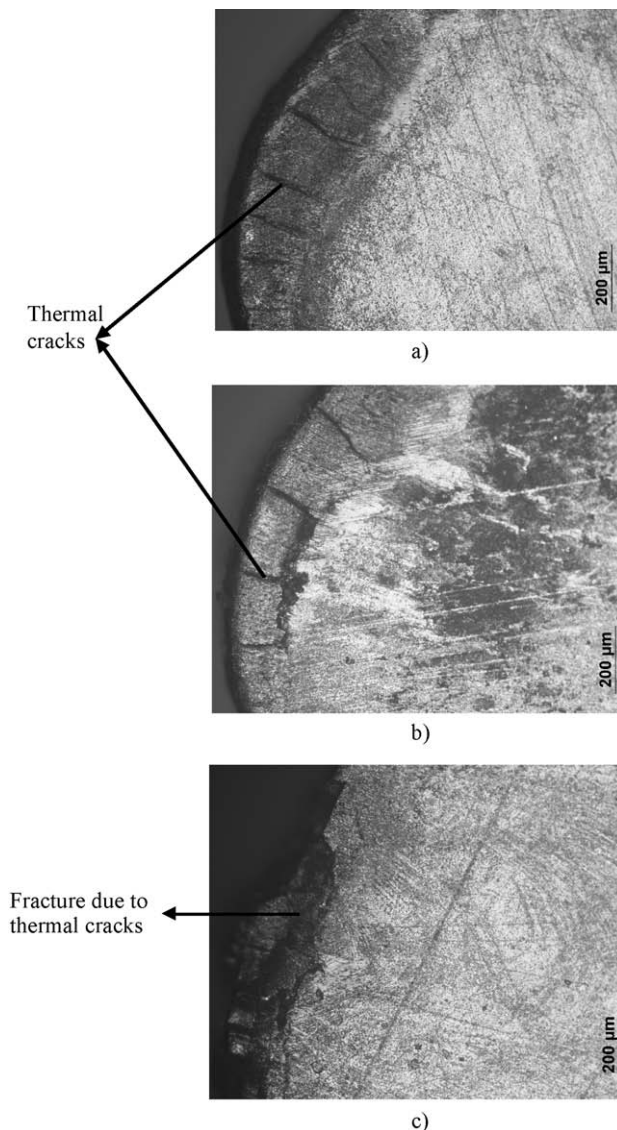 200 µm
Thermal
cracks
a)
200 µm
b)
Fracture due to
thermal cracks
200 µm
c)